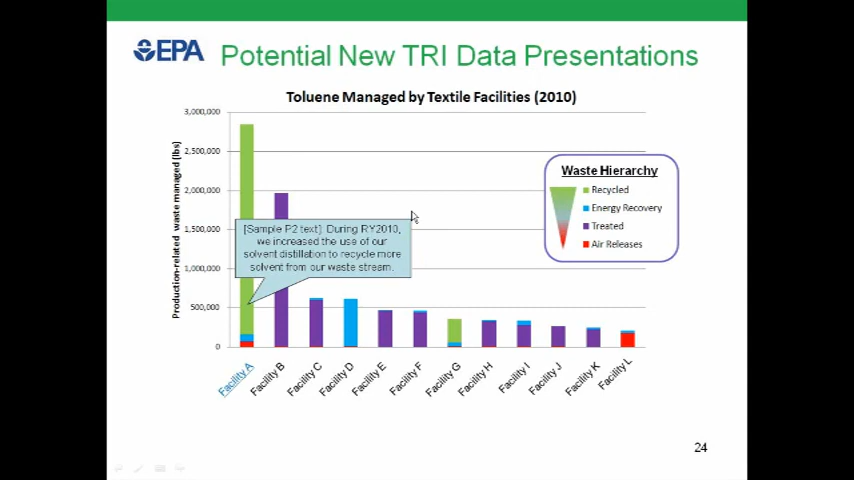 EPA
Potential New TRI Data Presentations
Toluene Managed by Textile Facilities (2010)
Production-related waste managed (lbs)
3,000,000
2,500,000
2,000,000
1,500,000
1,000,000
500,000
0
[Sample P2 text] During RY2010,
we increased the use of our
solvent distillation to recycle more
solvent from our waste stream.
Waste Hierarchy
Recycled
Energy Recovery
Treated
Air Releases
Facility A
Facility B
Facility C
Facility D
Facility E
Facility F
Facility G
Facility H
Facility I
Facility J
Facility K
Facility L
24